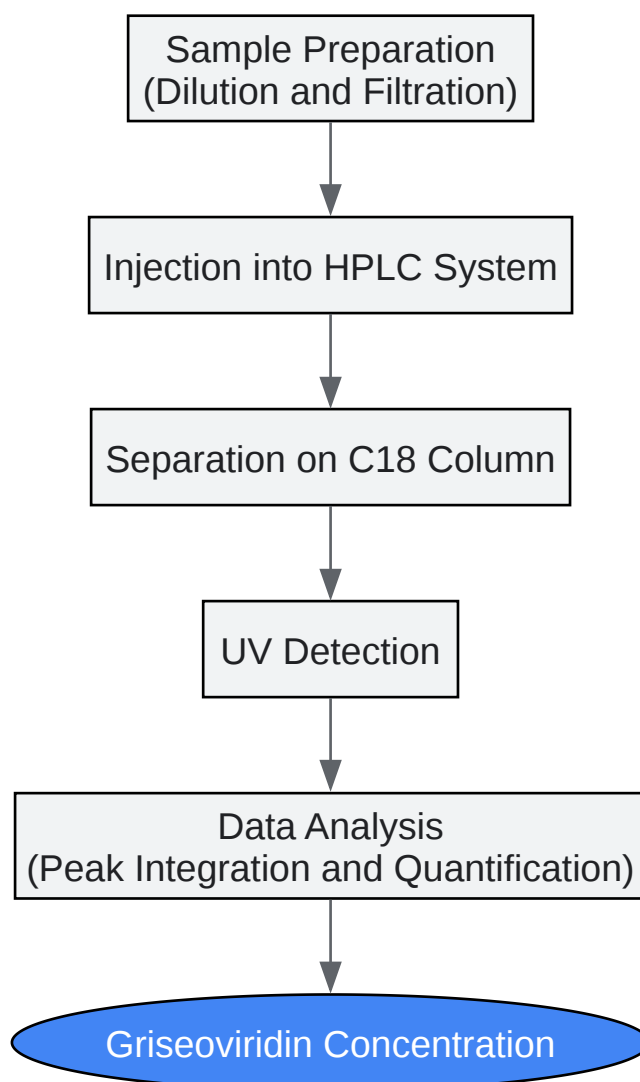 Sample Preparation
(Dilution and Filtration)
Injection into HPLC System
Separation on C18 Column
UV Detection
Data Analysis
(Peak Integration and Quantification)
Griseoviridin Concentration